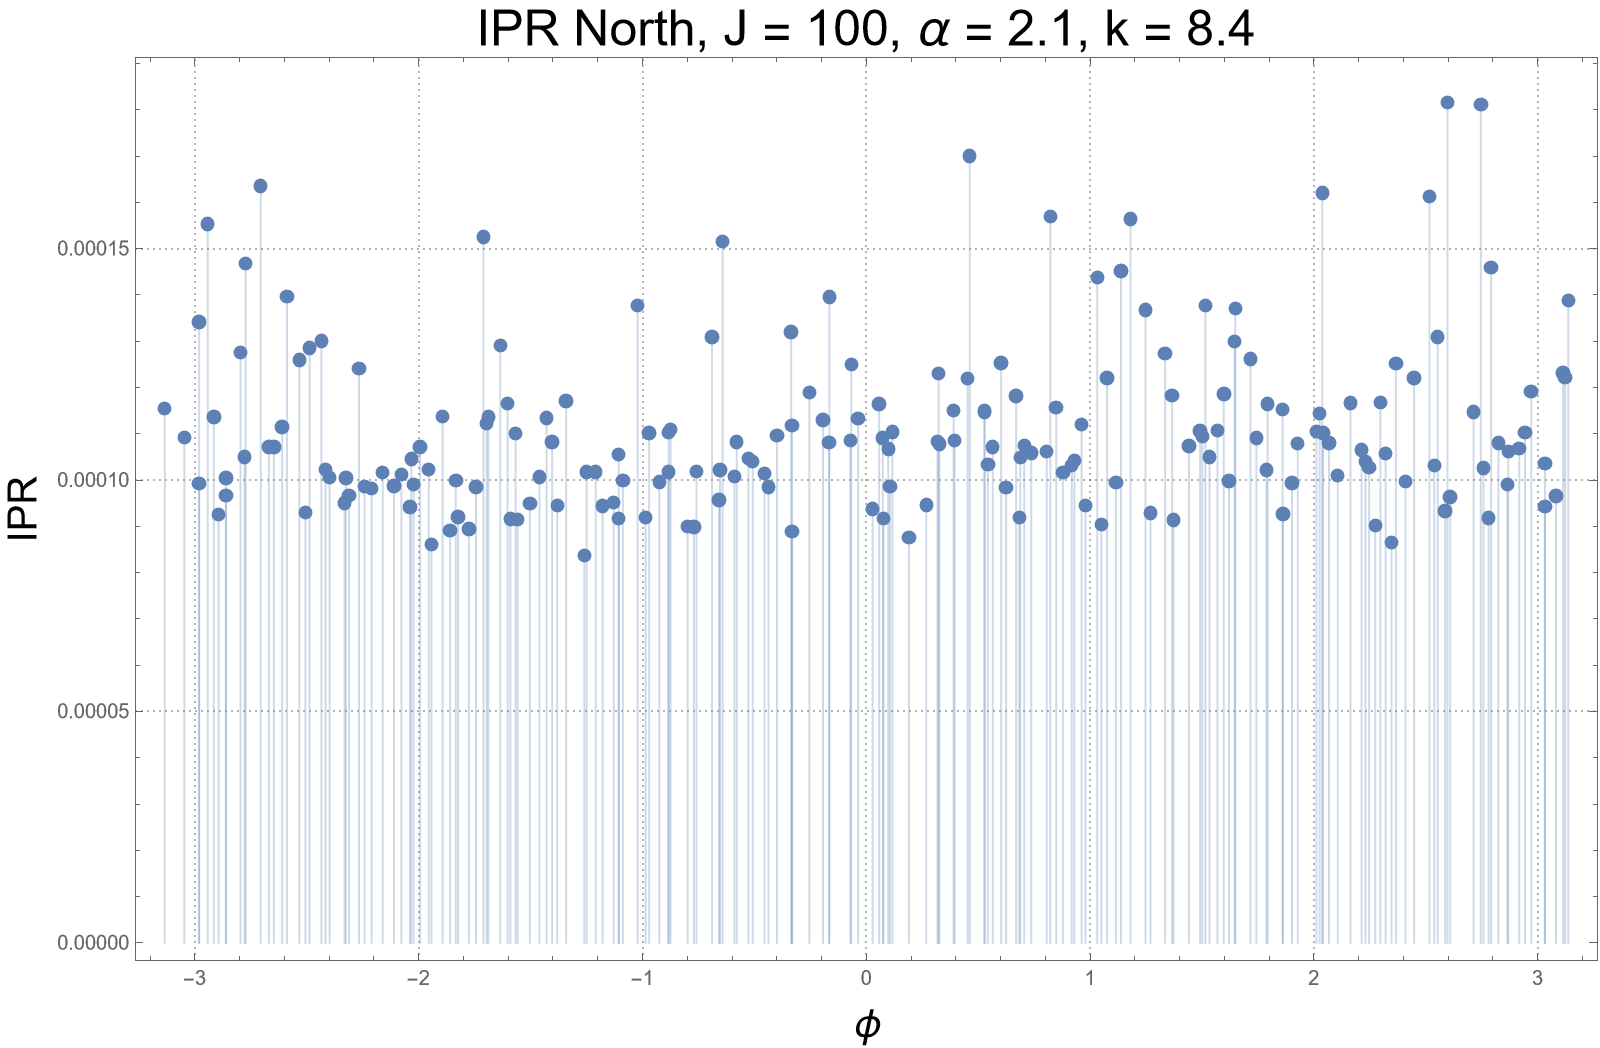 IPR North, J = 100, α = 2.1, k = 8.4
IPR
0.00015
0.00010
0.00005
0.00000
−3 −2 −1 0 1 2 3
ϕ